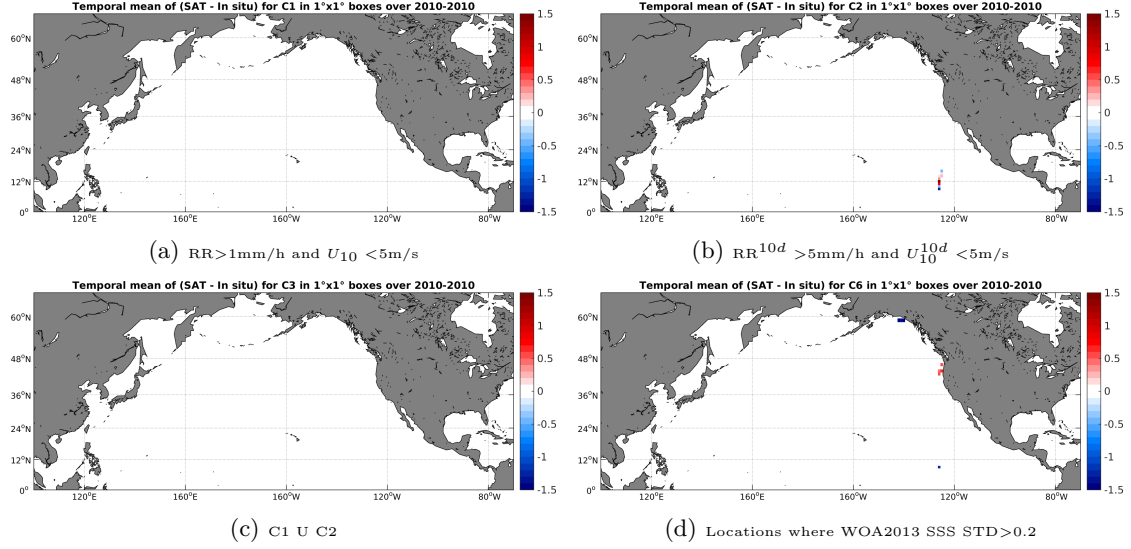 Temporal mean of (SAT - In situ) for C1 in 1°x1° boxes over 2010-2010
60°N
48°N
36°N
24°N
12°N
0°
120°E
160°E
160°W
120°W
80°W
1.5
1
0.5
0
-0.5
-1
-1.5
(a) RR>1mm/h and U10 <5m/s
Temporal mean of (SAT - In situ) for C2 in 1°x1° boxes over 2010-2010
60°N
48°N
36°N
24°N
12°N
0°
120°E
160°E
160°W
120°W
80°W
1.5
1
0.5
0
-0.5
-1
-1.5
(b) RR^10d >5mm/h and U10^10d <5m/s
Temporal mean of (SAT - In situ) for C3 in 1°x1° boxes over 2010-2010
60°N
48°N
36°N
24°N
12°N
0°
120°E
160°E
160°W
120°W
80°W
1.5
1
0.5
0
-0.5
-1
-1.5
(c) C1 U C2
Temporal mean of (SAT - In situ) for C6 in 1°x1° boxes over 2010-2010
60°N
48°N
36°N
24°N
12°N
0°
120°E
160°E
160°W
120°W
80°W
1.5
1
0.5
0
-0.5
-1
-1.5
(d) Locations where WOA2013 SSS STD>0.2